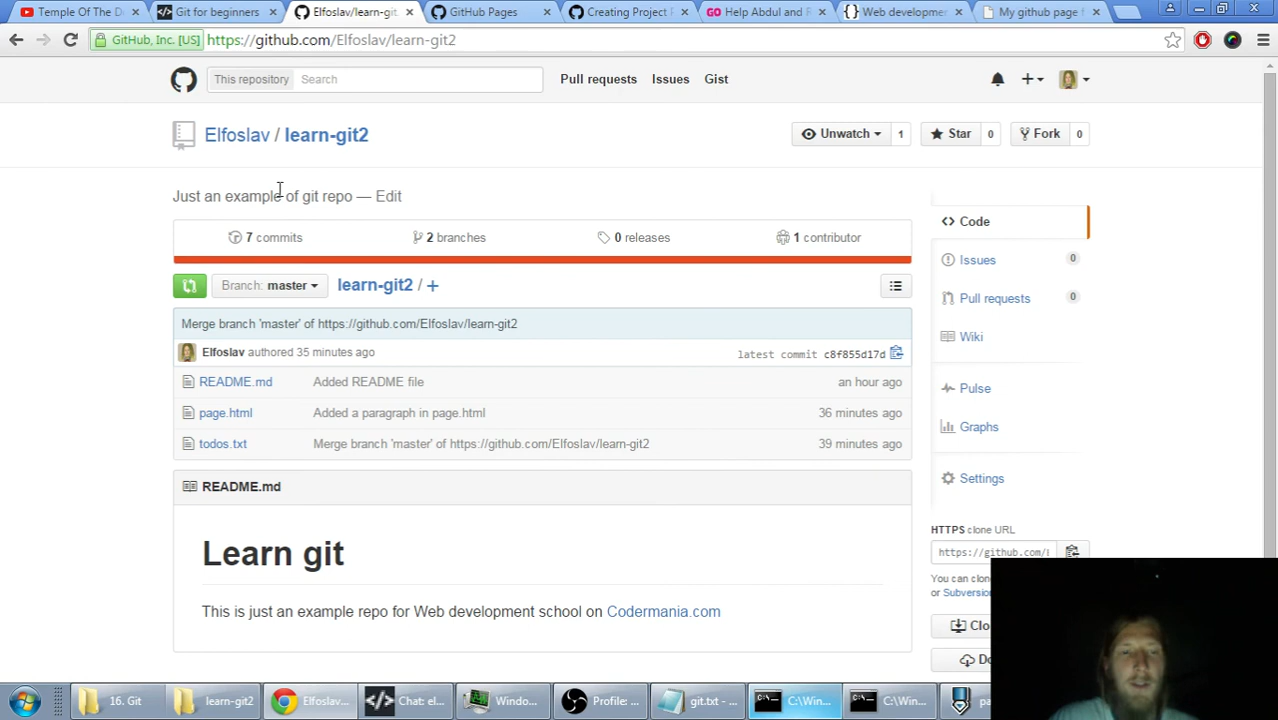 Temple Of The D
Git for beginners
Elfoslav/learn-git
GitHub Pages
Creating Project
Help Abdul and
Web developmen
My github page
GitHub, Inc. [US]
https://github.com/Elfoslav/learn-git2
This repository
Search
Pull requests
Issues
Gist
Elfoslav / learn-git2
Unwatch
1
Star
0
Fork
0
Just an example of git repo — Edit
7 commits
2 branches
0 releases
1 contributor
Code
Issues
0
Branch: master
learn-git2 / +
Pull requests
0
Merge branch 'master' of https://github.com/Elfoslav/learn-git2
Wiki
Elfoslav authored 35 minutes ago
latest commit c8f855d17d
README.md
Added README file
an hour ago
Pulse
page.html
Added a paragraph in page.html
36 minutes ago
Graphs
todos.txt
Merge branch 'master' of https://github.com/Elfoslav/learn-git2
39 minutes ago
Settings
README.md
HTTPS clone URL
https://github.com/
Learn git
You can clon
or Subversio
This is just an example repo for Web development school on Codermania.com
Clo
Do
16. Git
learn-git2
Elfoslav...
Chat: el...
Windo...
Profile: ...
git.txt - ...
C:\Win...
C:\Win...
pa